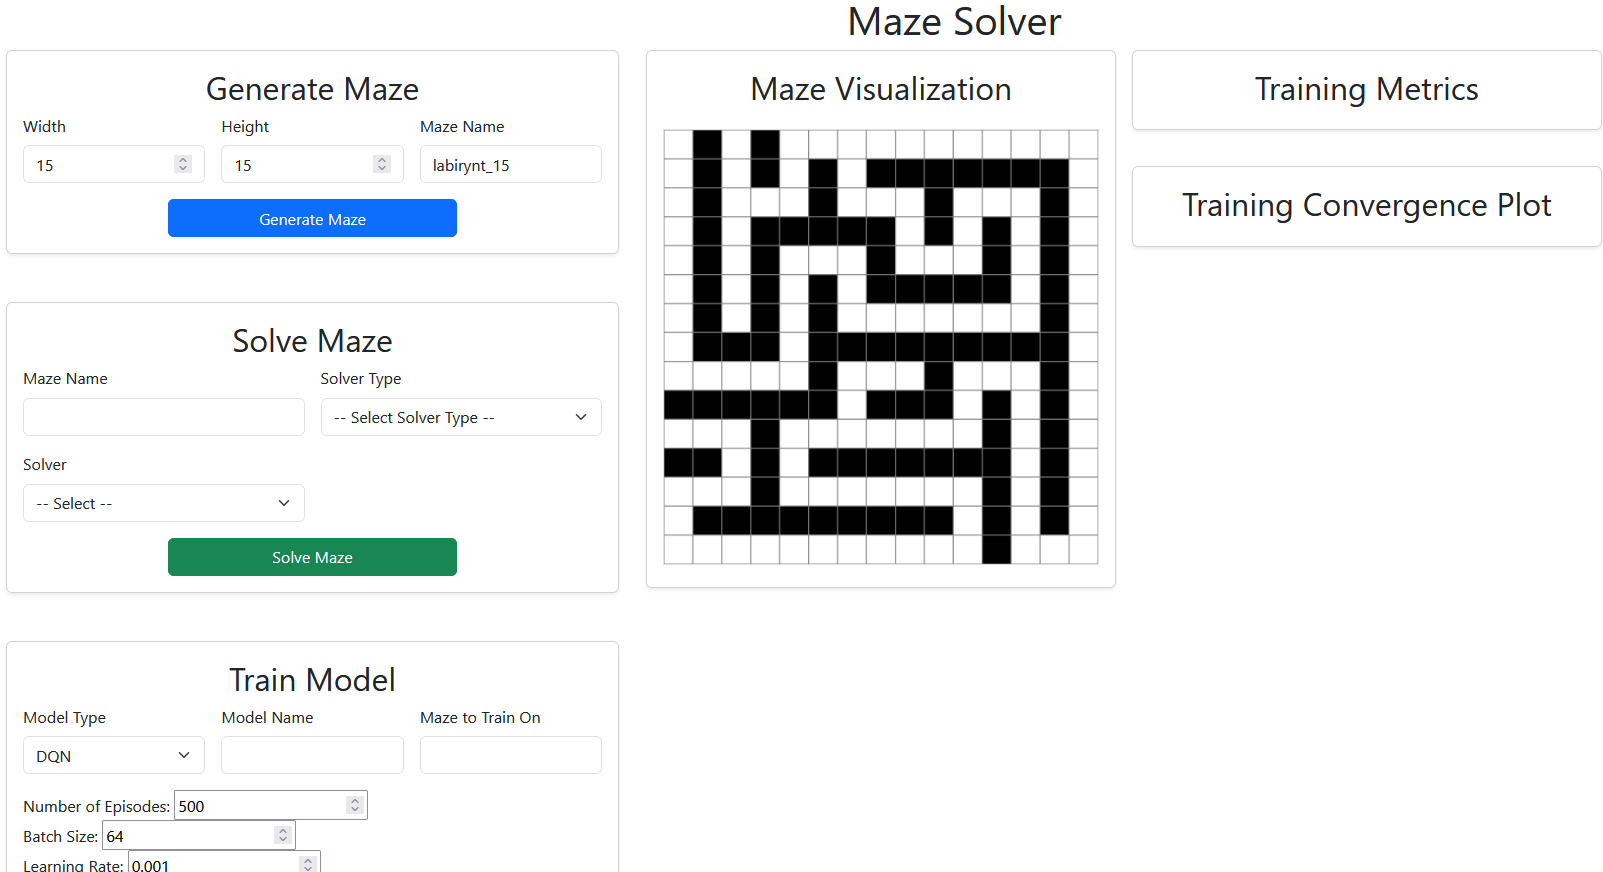 Maze Solver
Generate Maze
Width
Height
Maze Name
15
15
labirynt_15
Generate Maze
Solve Maze
Maze Name
Solver Type
-- Select Solver Type --
Solver
-- Select --
Solve Maze
Train Model
Model Type
Model Name
Maze to Train On
DQN
Number of Episodes: 500
Batch Size: 64
Learning Rate: 0.001
Maze Visualization
Training Metrics
Training Convergence Plot